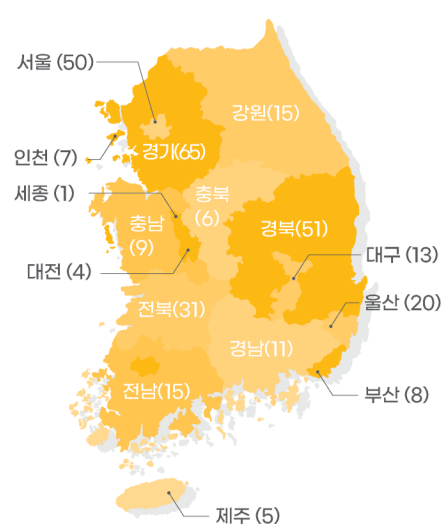 서울 (50)
강원(15)
경기(65)
인천 (7)
세종 (1)
충북
(6)
충남
(9)
경북(51)
대구 (13)
대전 (4)
울산 (20)
전북(31)
경남(11)
전남(15)
부산 (8)
제주 (5)